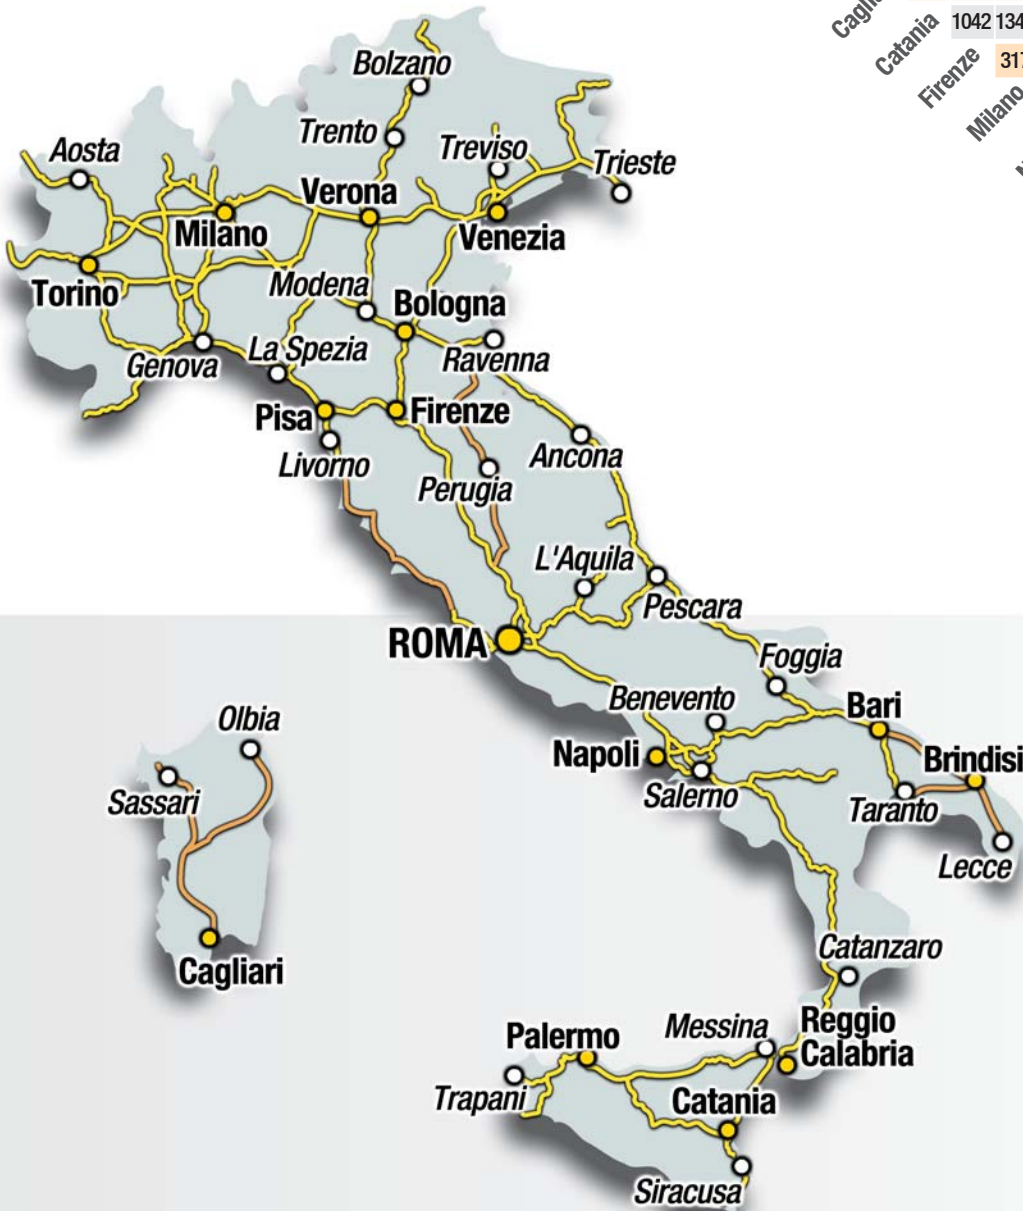 Catania 1042
Firenze
Milano
Bolzano
Trento
Treviso
Trieste
Aosta
Verona
Milano
Venezia
Torino
Modena
Bologna
Genova
La Spezia
Ravenna
Pisa
Firenze
Livorno
Ancona
Perugia
L'Aquila
Pescara
ROMA
Foggia
Benevento
Bari
Olbia
Napoli
Brindisi
Sassari
Salerno
Taranto
Lecce
Cagliari
Catanzaro
Palermo
Messina
Reggio
Calabria
Trapani
Catania
Siracusa